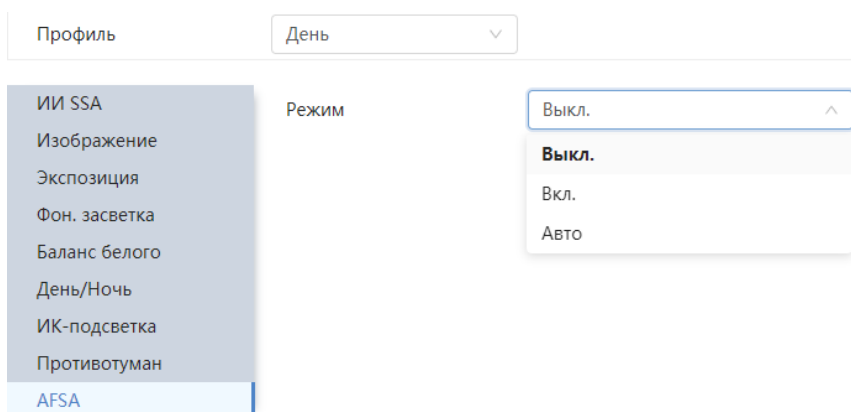 Профиль
День
ИИ SSA
Режим
Выкл.
Изображение
Выкл.
Экспозиция
Вкл.
Фон. засветка
Авто
Баланс белого
День/Ночь
ИК-подсветка
Противотуман
AFSA